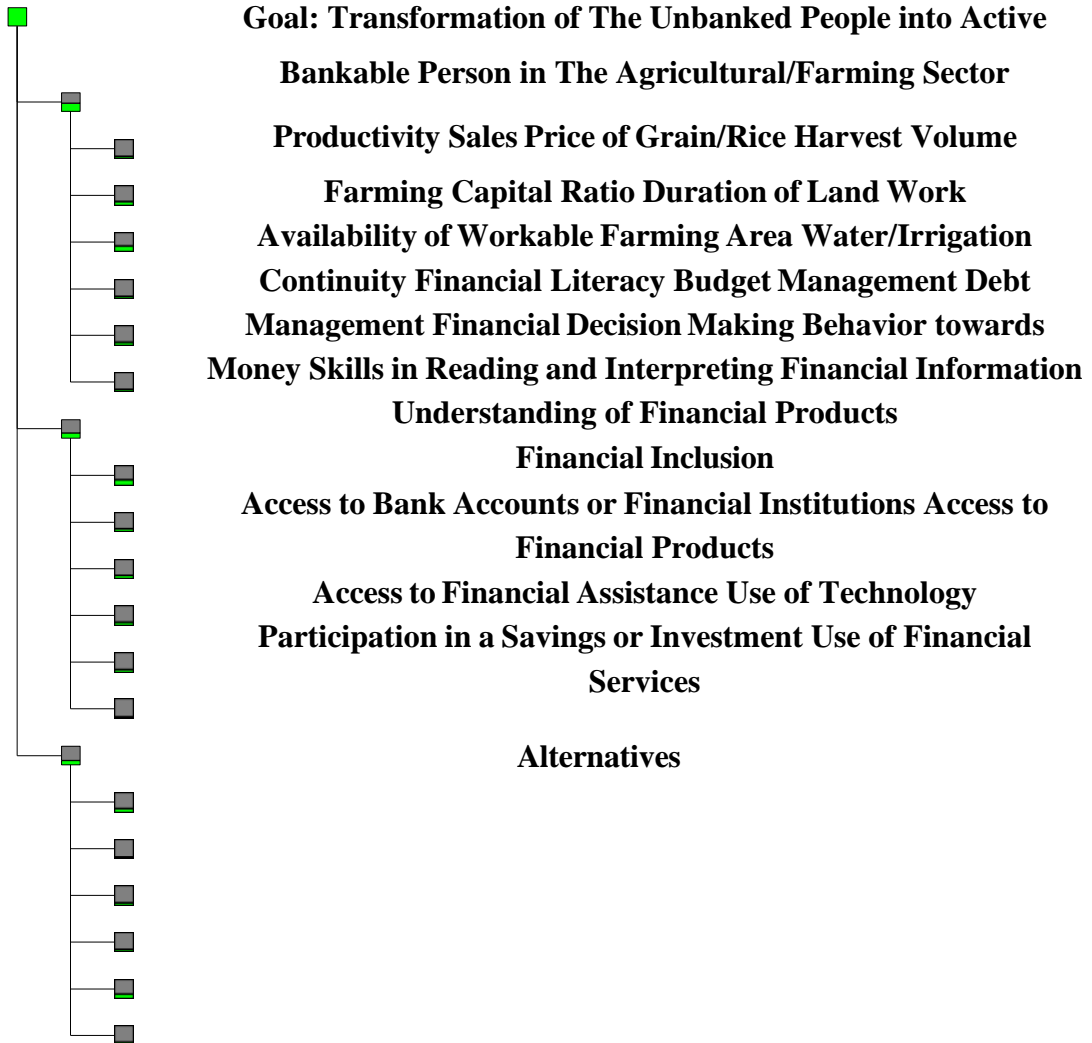 Goal: Transformation of The Unbanked People into Active
Bankable Person in The Agricultural/Farming Sector
Productivity Sales Price of Grain/Rice Harvest Volume
Farming Capital Ratio Duration of Land Work
Availability of Workable Farming Area Water/Irrigation
Continuity Financial Literacy Budget Management Debt
Management Financial Decision Making Behavior towards
Money Skills in Reading and Interpreting Financial Information
Understanding of Financial Products
Financial Inclusion
Access to Bank Accounts or Financial Institutions Access to
Financial Products
Access to Financial Assistance Use of Technology
Participation in a Savings or Investment Use of Financial
Services
Alternatives